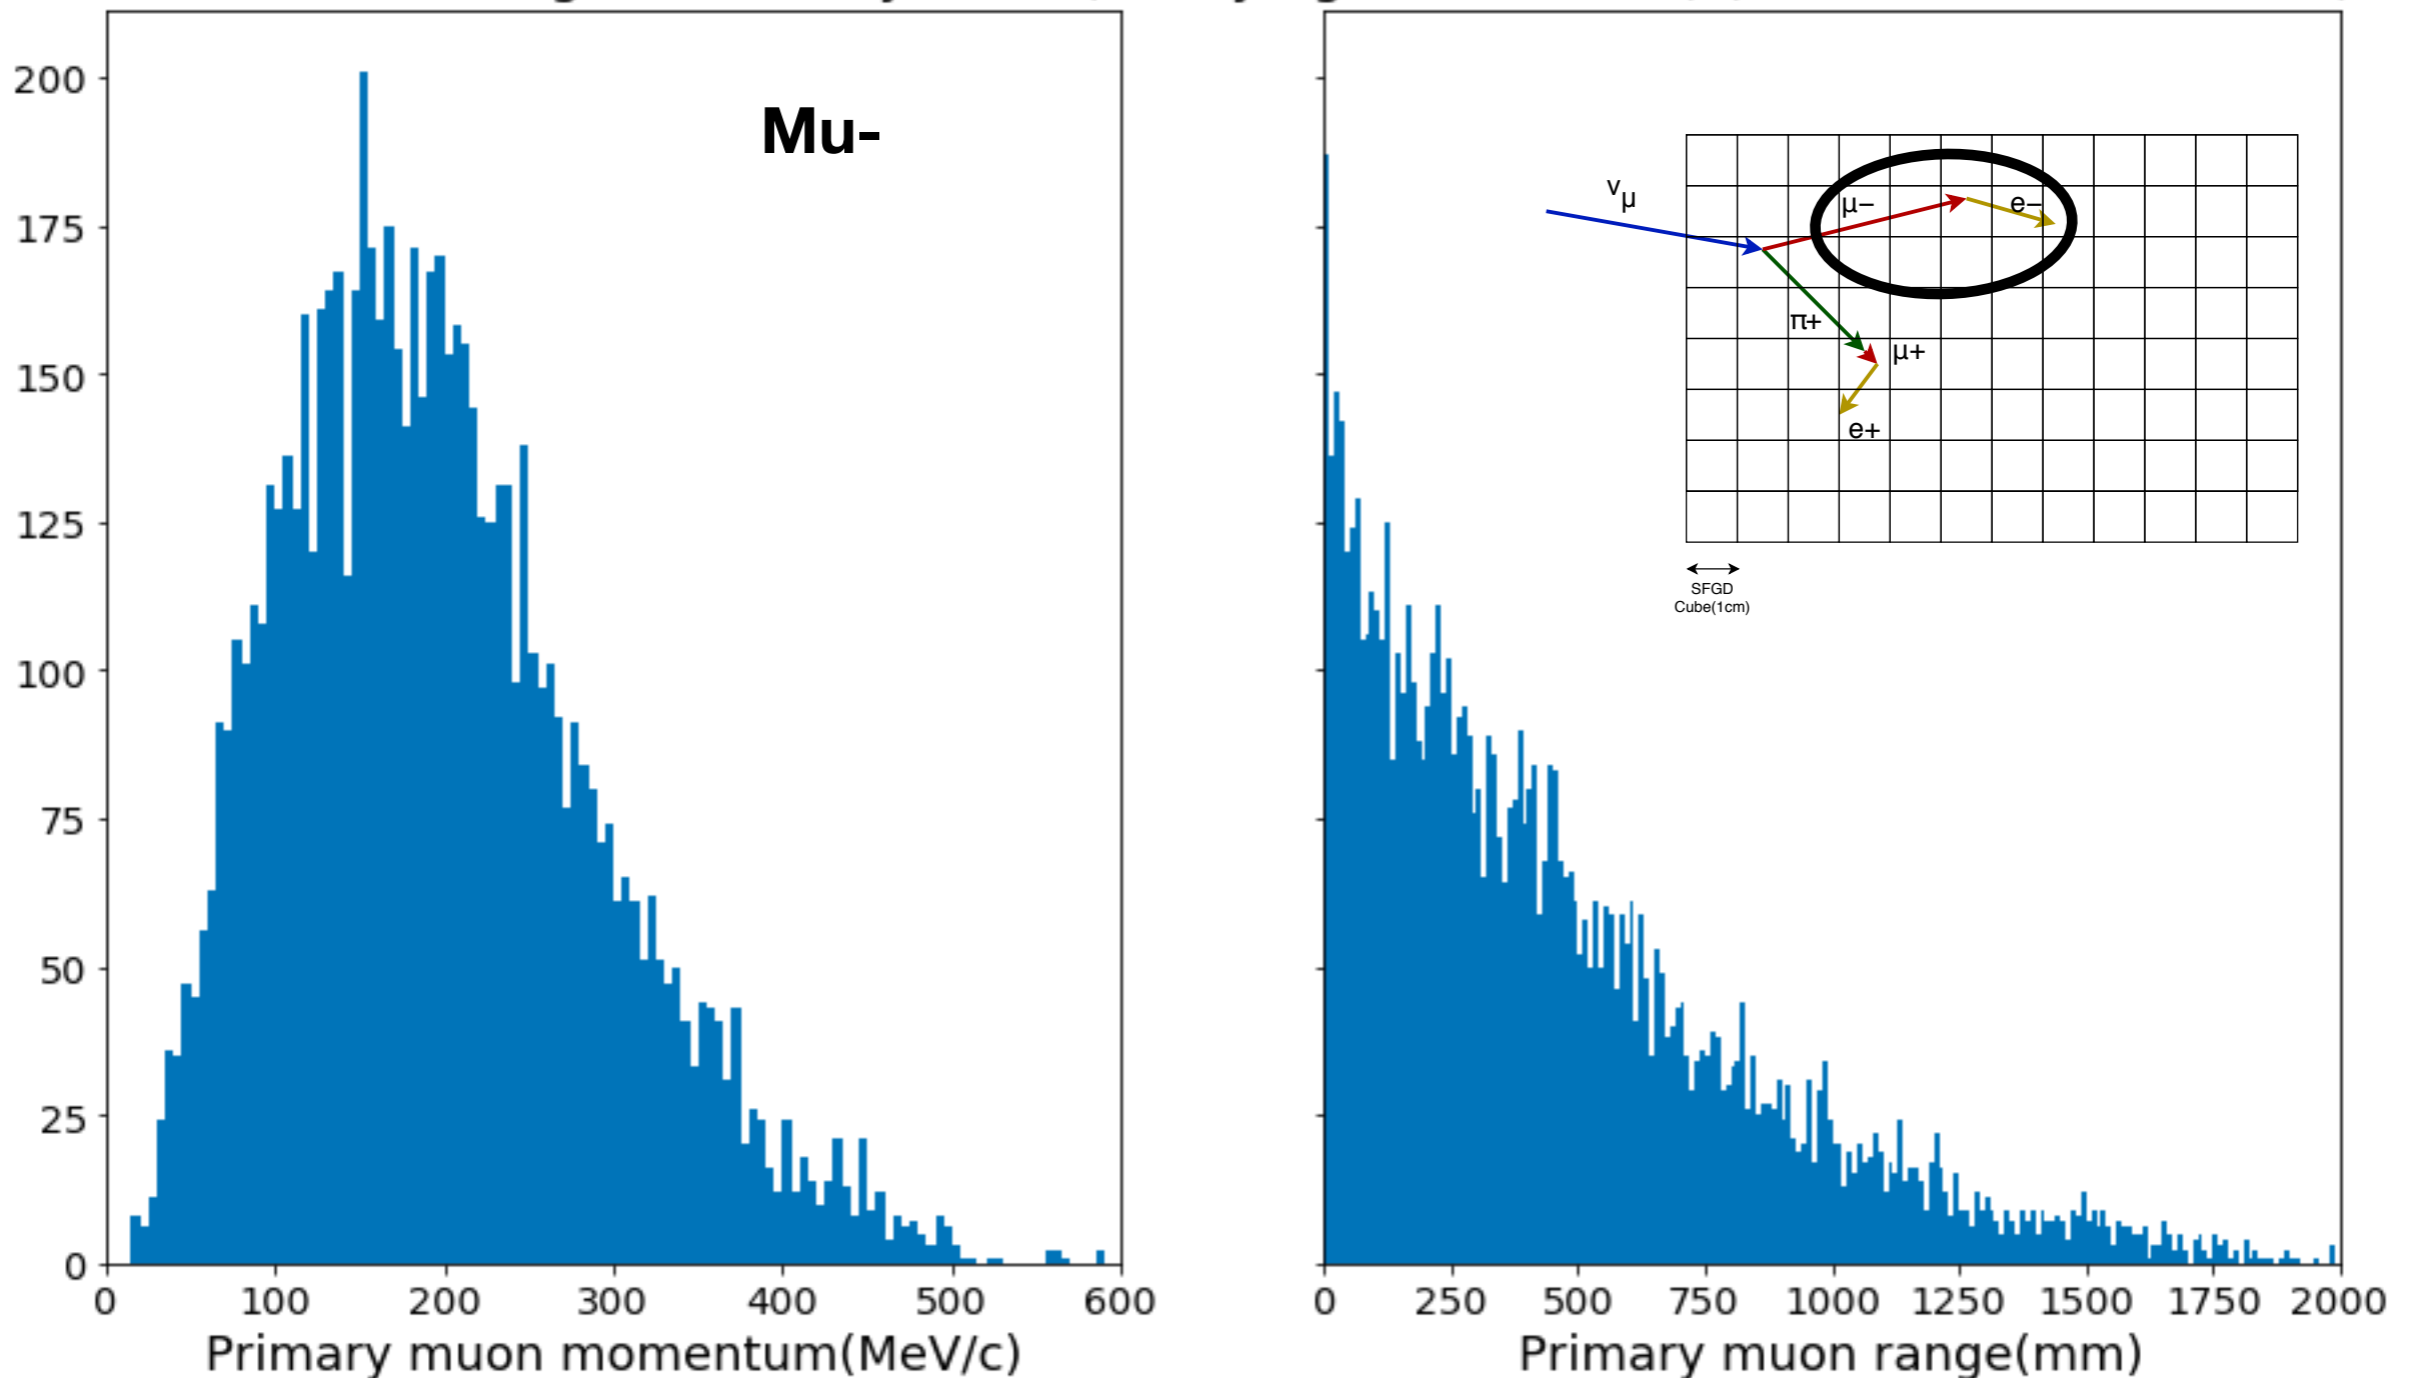 200
175
150
125
100
75
50
25
0
0 100 200 300 400 500 600
Primary muon momentum(MeV/c)
Mu-
νμ
μ−
e−
π+
μ+
e+
SFGD
Cube(1cm)
0 250 500 750 1000 1250 1500 1750 2000
Primary muon range(mm)